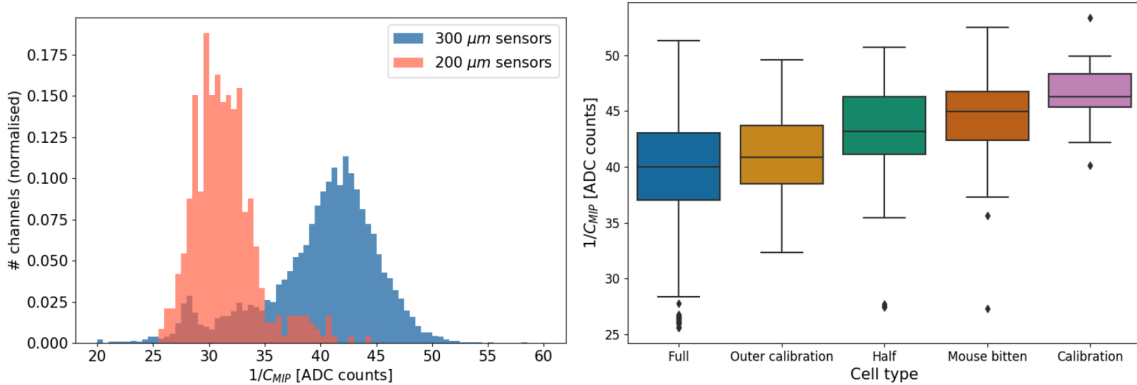 300 μm sensors
200 μm sensors
# channels (normalised)
0.175
0.150
0.125
0.100
0.075
0.050
0.025
0.000
20 25 30 35 40 45 50 55 60
1/C_MIP [ADC counts]
1/C_MIP [ADC counts]
50
45
40
35
30
25
Full Outer calibration Half Mouse bitten Calibration
Cell type